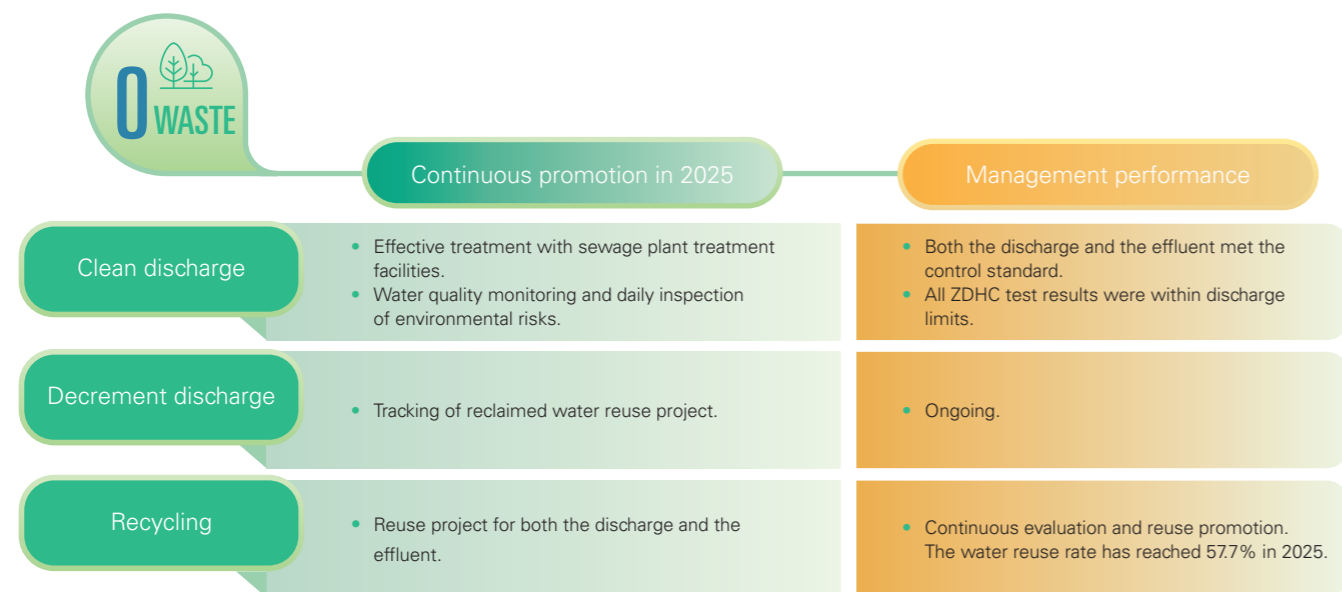 0 WASTE
Continuous promotion in 2025
Management performance
Clean discharge
• Effective treatment with sewage plant treatment
facilities.
• Water quality monitoring and daily inspection
of environmental risks.
• Both the discharge and the effluent met the
control standard.
• All ZDHC test results were within discharge
limits.
Decrement discharge
• Tracking of reclaimed water reuse project.
• Ongoing.
Recycling
• Reuse project for both the discharge and the
effluent.
• Continuous evaluation and reuse promotion.
The water reuse rate has reached 57.7% in 2025.